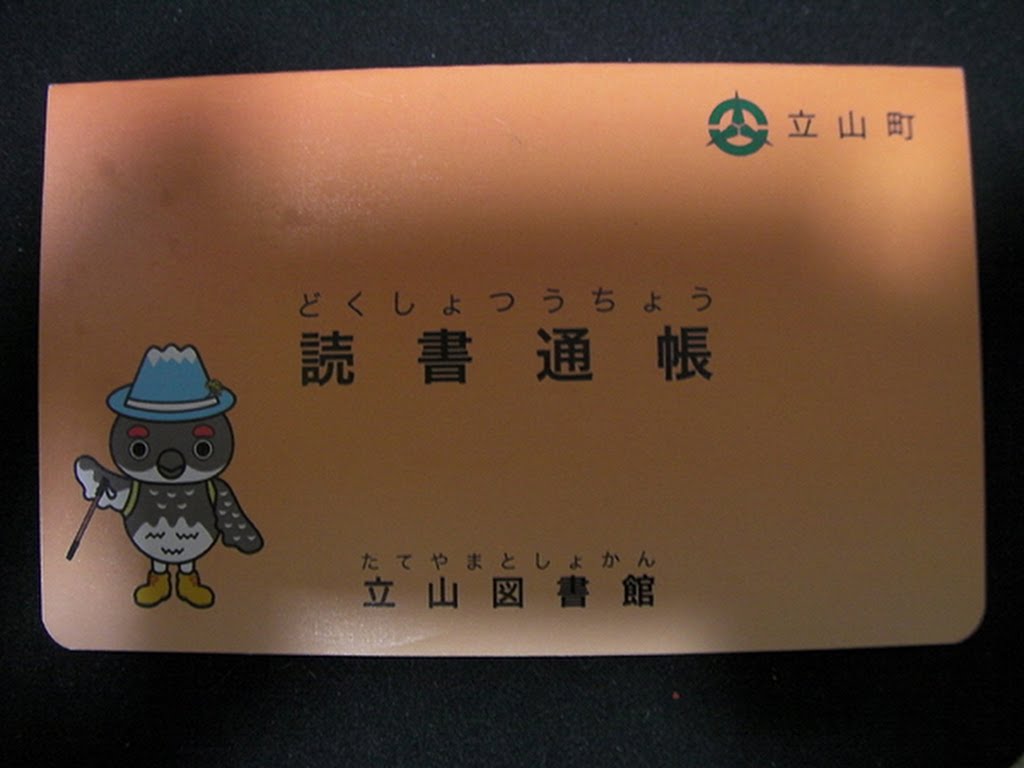 立山町
どくしょつうちょう
読書通帳
たてやまとしょかん
立山図書館